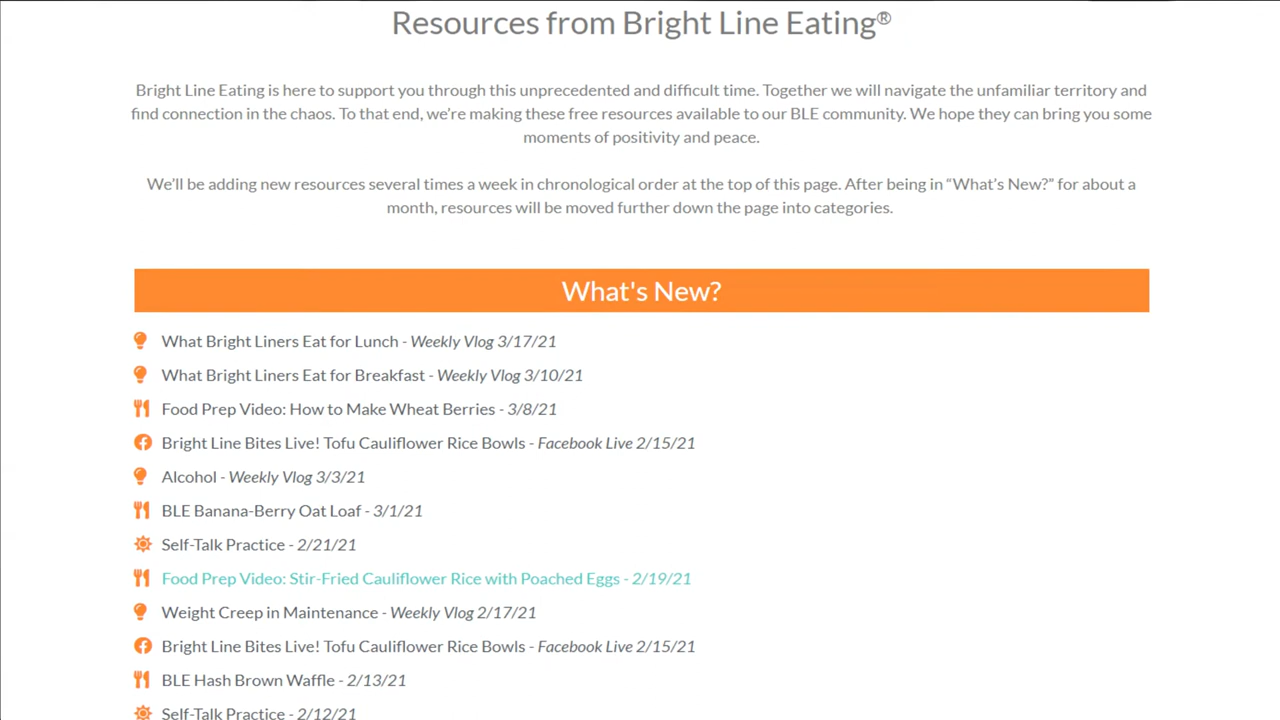 Resources from Bright Line Eating®
Bright Line Eating is here to support you through this unprecedented and difficult time. Together we will navigate the unfamiliar territory and
find connection in the chaos. To that end, we're making these free resources available to our BLE community. We hope they can bring you some
moments of positivity and peace.
We'll be adding new resources several times a week in chronological order at the top of this page. After being in “What's New?” for about a
month, resources will be moved further down the page into categories.
What's New?
What Bright Liners Eat for Lunch - Weekly Vlog 3/17/21
What Bright Liners Eat for Breakfast - Weekly Vlog 3/10/21
Food Prep Video: How to Make Wheat Berries - 3/8/21
Bright Line Bites Live! Tofu Cauliflower Rice Bowls - Facebook Live 2/15/21
Alcohol - Weekly Vlog 3/3/21
BLE Banana-Berry Oat Loaf - 3/1/21
Self-Talk Practice - 2/21/21
Food Prep Video: Stir-Fried Cauliflower Rice with Poached Eggs - 2/19/21
Weight Creep in Maintenance - Weekly Vlog 2/17/21
Bright Line Bites Live! Tofu Cauliflower Rice Bowls - Facebook Live 2/15/21
BLE Hash Brown Waffle - 2/13/21
Self-Talk Practice - 2/12/21